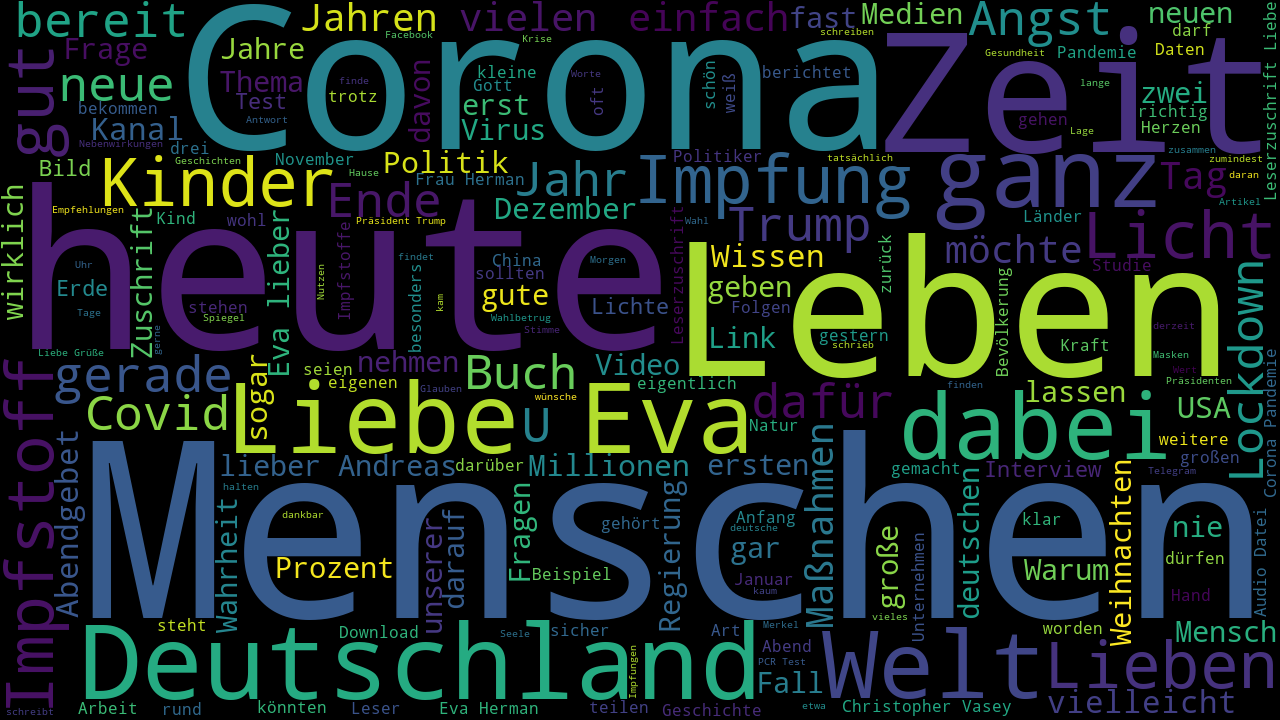 bereit
Jahren
vielen
einfach
fast
Medien
Angst
neuen
darf
Leserzuschrift Liebe
Facebook
Krise
schreiben
Frage
Jahre
Corona
Zeit
Gesundheit
Pandemie
Daten
gut
neue
Thema
davon
kleine
Gott
finde
Worte
schön
weiß
berichtet
lange
zwei
Test
trotz
erst
oft
richtig
bekommen
Kanal
Antwort
Virus
gehen
Lage
Herzen
Nebenwirkungen
drei
Geschichten
November
Hause
Politik
Politiker
tatsächlich
zusammen
zumindest
Bild
Kinder
Frau Herman
Jahr
Impfung
ganz
Tag
daran
wirklich
Empfehlungen
Kind
wohl
Ende
Präsident Trump
Dezember
Wahl
Trump
Länder
Artikel
Zuschrift
Eva lieber
heute
Leserzuschrift
zurück
möchte
Licht
Uhr
Erde
Tage
Nutzen
Impfstoffe
findet
besonders
China
sollten
Morgen
Wissen
geben
Studie
stehen
Spiegel
kam
gute
Wahlbetrug
Stimme
Lichte
Folgen
Leben
Bevölkerung
Link
gestern
schrieb
Kraft
derzeit
Masken
Liebe Grüße
gerne
Impfstoff
gerade
sogar
seien
eigenen
nehmen
Glauben
Buch
wünsche
Video
eigentlich
dafür
finden
lassen
Wert
Präsidenten
USA
Lockdown
Corona Pandemie
Covid
Liebe Eva
U
Natur
dabei
weitere
großen
Abendgebet
lieber Andreas
darüber
Millionen
ersten
gemacht
Interview
Telegram
halten
Wahrheit
Menschen
dankbar
Prozent
unserer
darauf
Fragen
gehört
Beispiel
Regierung
Anfang
deutsche
gar
Januar
kaum
Maßnahmen
große
vieles
Unternehmen
deutschen
klar
Warum
Weihnachten
nie
dürfen
Hand
Audio Datei
steht
Download
Seele
sicher
Impfungen
Art
Merkel
Abend
PCR Test
Fall
worden
Mensch
Deutschland
Welt
Lieben
schreibt
Arbeit
rund
könnten
Leser
Eva Herman
teilen
Geschichte
etwa
Christopher Vasey
vielleicht